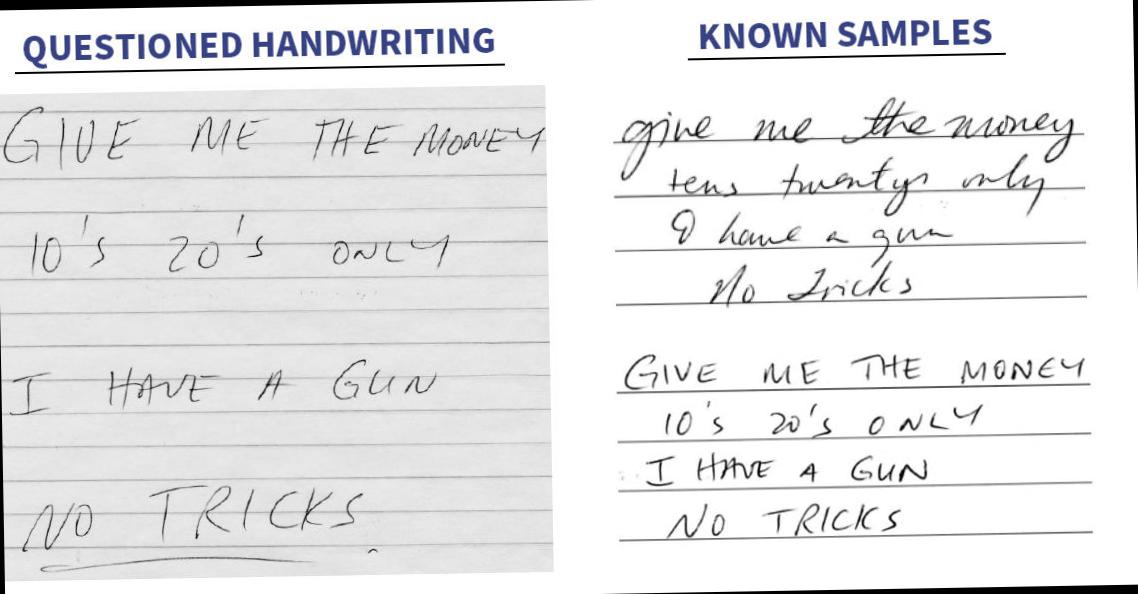 QUESTIONED HANDWRITING
GIVE ME THE MONEY
10's 20's ONLY
I HAVE A GUN
NO TRICKS
KNOWN SAMPLES
give me the money
tens twentys only
I have a gun
No Tricks
GIVE ME THE MONEY
10's 20's ONLY
I HAVE A GUN
NO TRICKS